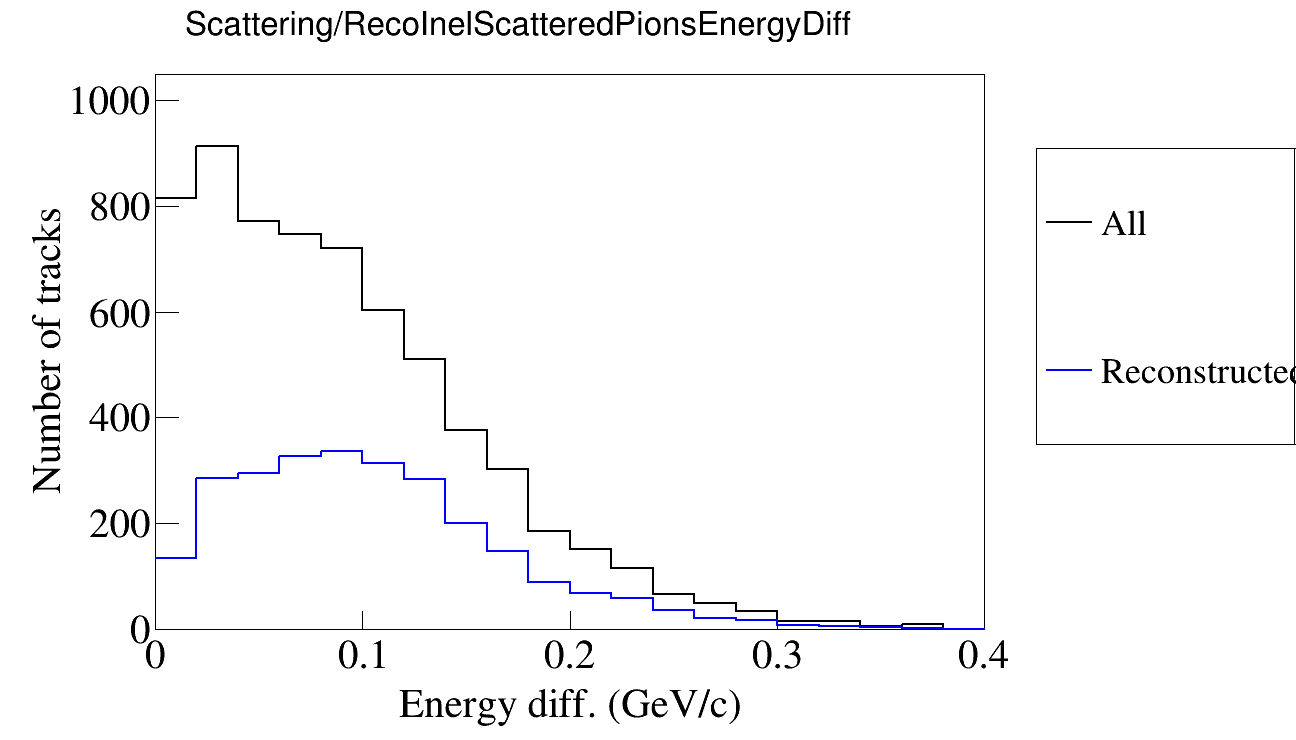 Scattering/RecoInelScatteredPionsEnergyDiff
1000
800
600
400
200
0
Number of tracks
0 0.1 0.2 0.3 0.4
Energy diff. (GeV/c)
All
Reconstructed